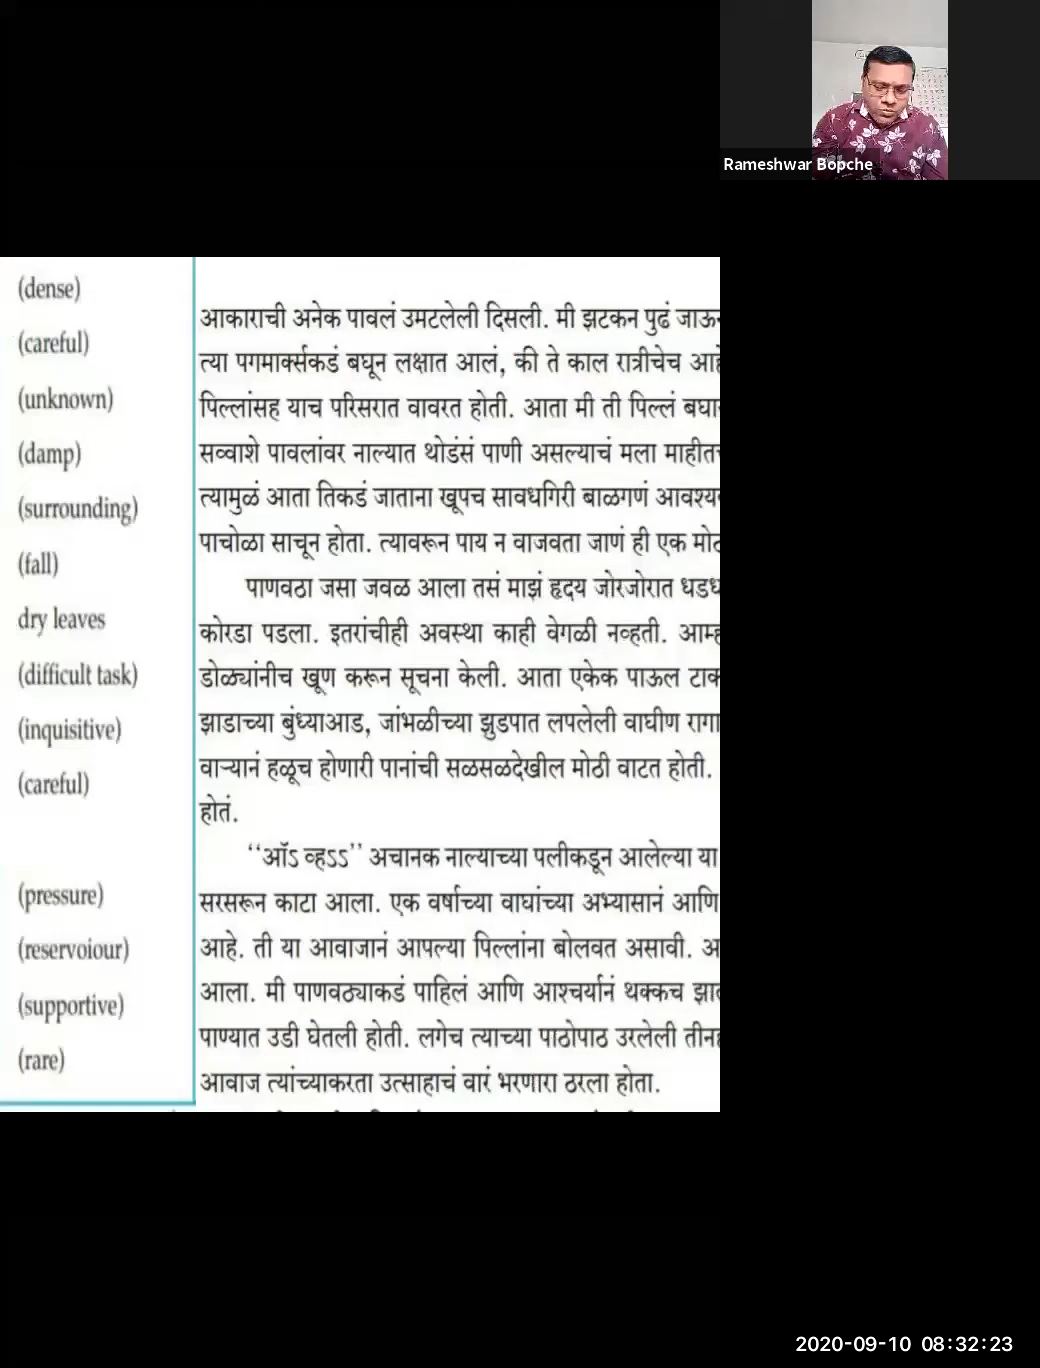 Rameshwar Bopche
(dense)
(careful)
(unknown)
(damp)
(surrounding)
(fall)
dry leaves
(difficult task)
(inquisitive)
(careful)
(pressure)
(reservoiour)
(supportive)
(rare)
आकाराची अनेक पावलं उमटलेली दिसली. मी झटकन पुढं
त्या पगमार्क्सकडं बघून लक्षात आलं, की ते काल रात्रीचेच
पिल्लांसह याच परिसरात वावरत होती. आता मी ती पिल्लं
सव्वाशे पावलांवर नाल्यात थोडंसं पाणी असल्याचं मला
त्यामुळं आता तिकडं जाताना खूपच सावधगिरी बाळगणं
पाचोळा साचून होता. त्यावरून पाय न वाजवता जाणं ही एक
पाणवठा जसा जवळ आला तसं माझं हृदय जोरजोरात
कोरडा पडला. इतरांचीही अवस्था काही वेगळी नव्हती.
डोळ्यांनीच खूण करून सूचना केली. आता एकेक पाऊल
झाडाच्या बुंध्याआड, जांभळीच्या झुडपात लपलेली वाघीण
वाऱ्यानं हळूच होणारी पानांची सळसळदेखील मोठी वाटत होती.
होतं.
‘‘ऑऽ व्हऽऽ’’ अचानक नाल्याच्या पलीकडून आलेल्या या
सरसरून काटा आला. एक वर्षाच्या वाघांच्या अभ्यासानं आणि
आहे. ती या आवाजानं आपल्या पिल्लांना बोलवत असावी.
आला. मी पाणवठ्याकडं पाहिलं आणि आश्चर्यानं थक्कच
पाण्यात उडी घेतली होती. लगेच त्याच्या पाठोपाठ उरलेली
आवाज त्यांच्याकरता उत्साहाचं वारं भरणारा ठरला होता.
2020-09-10 08:32:23